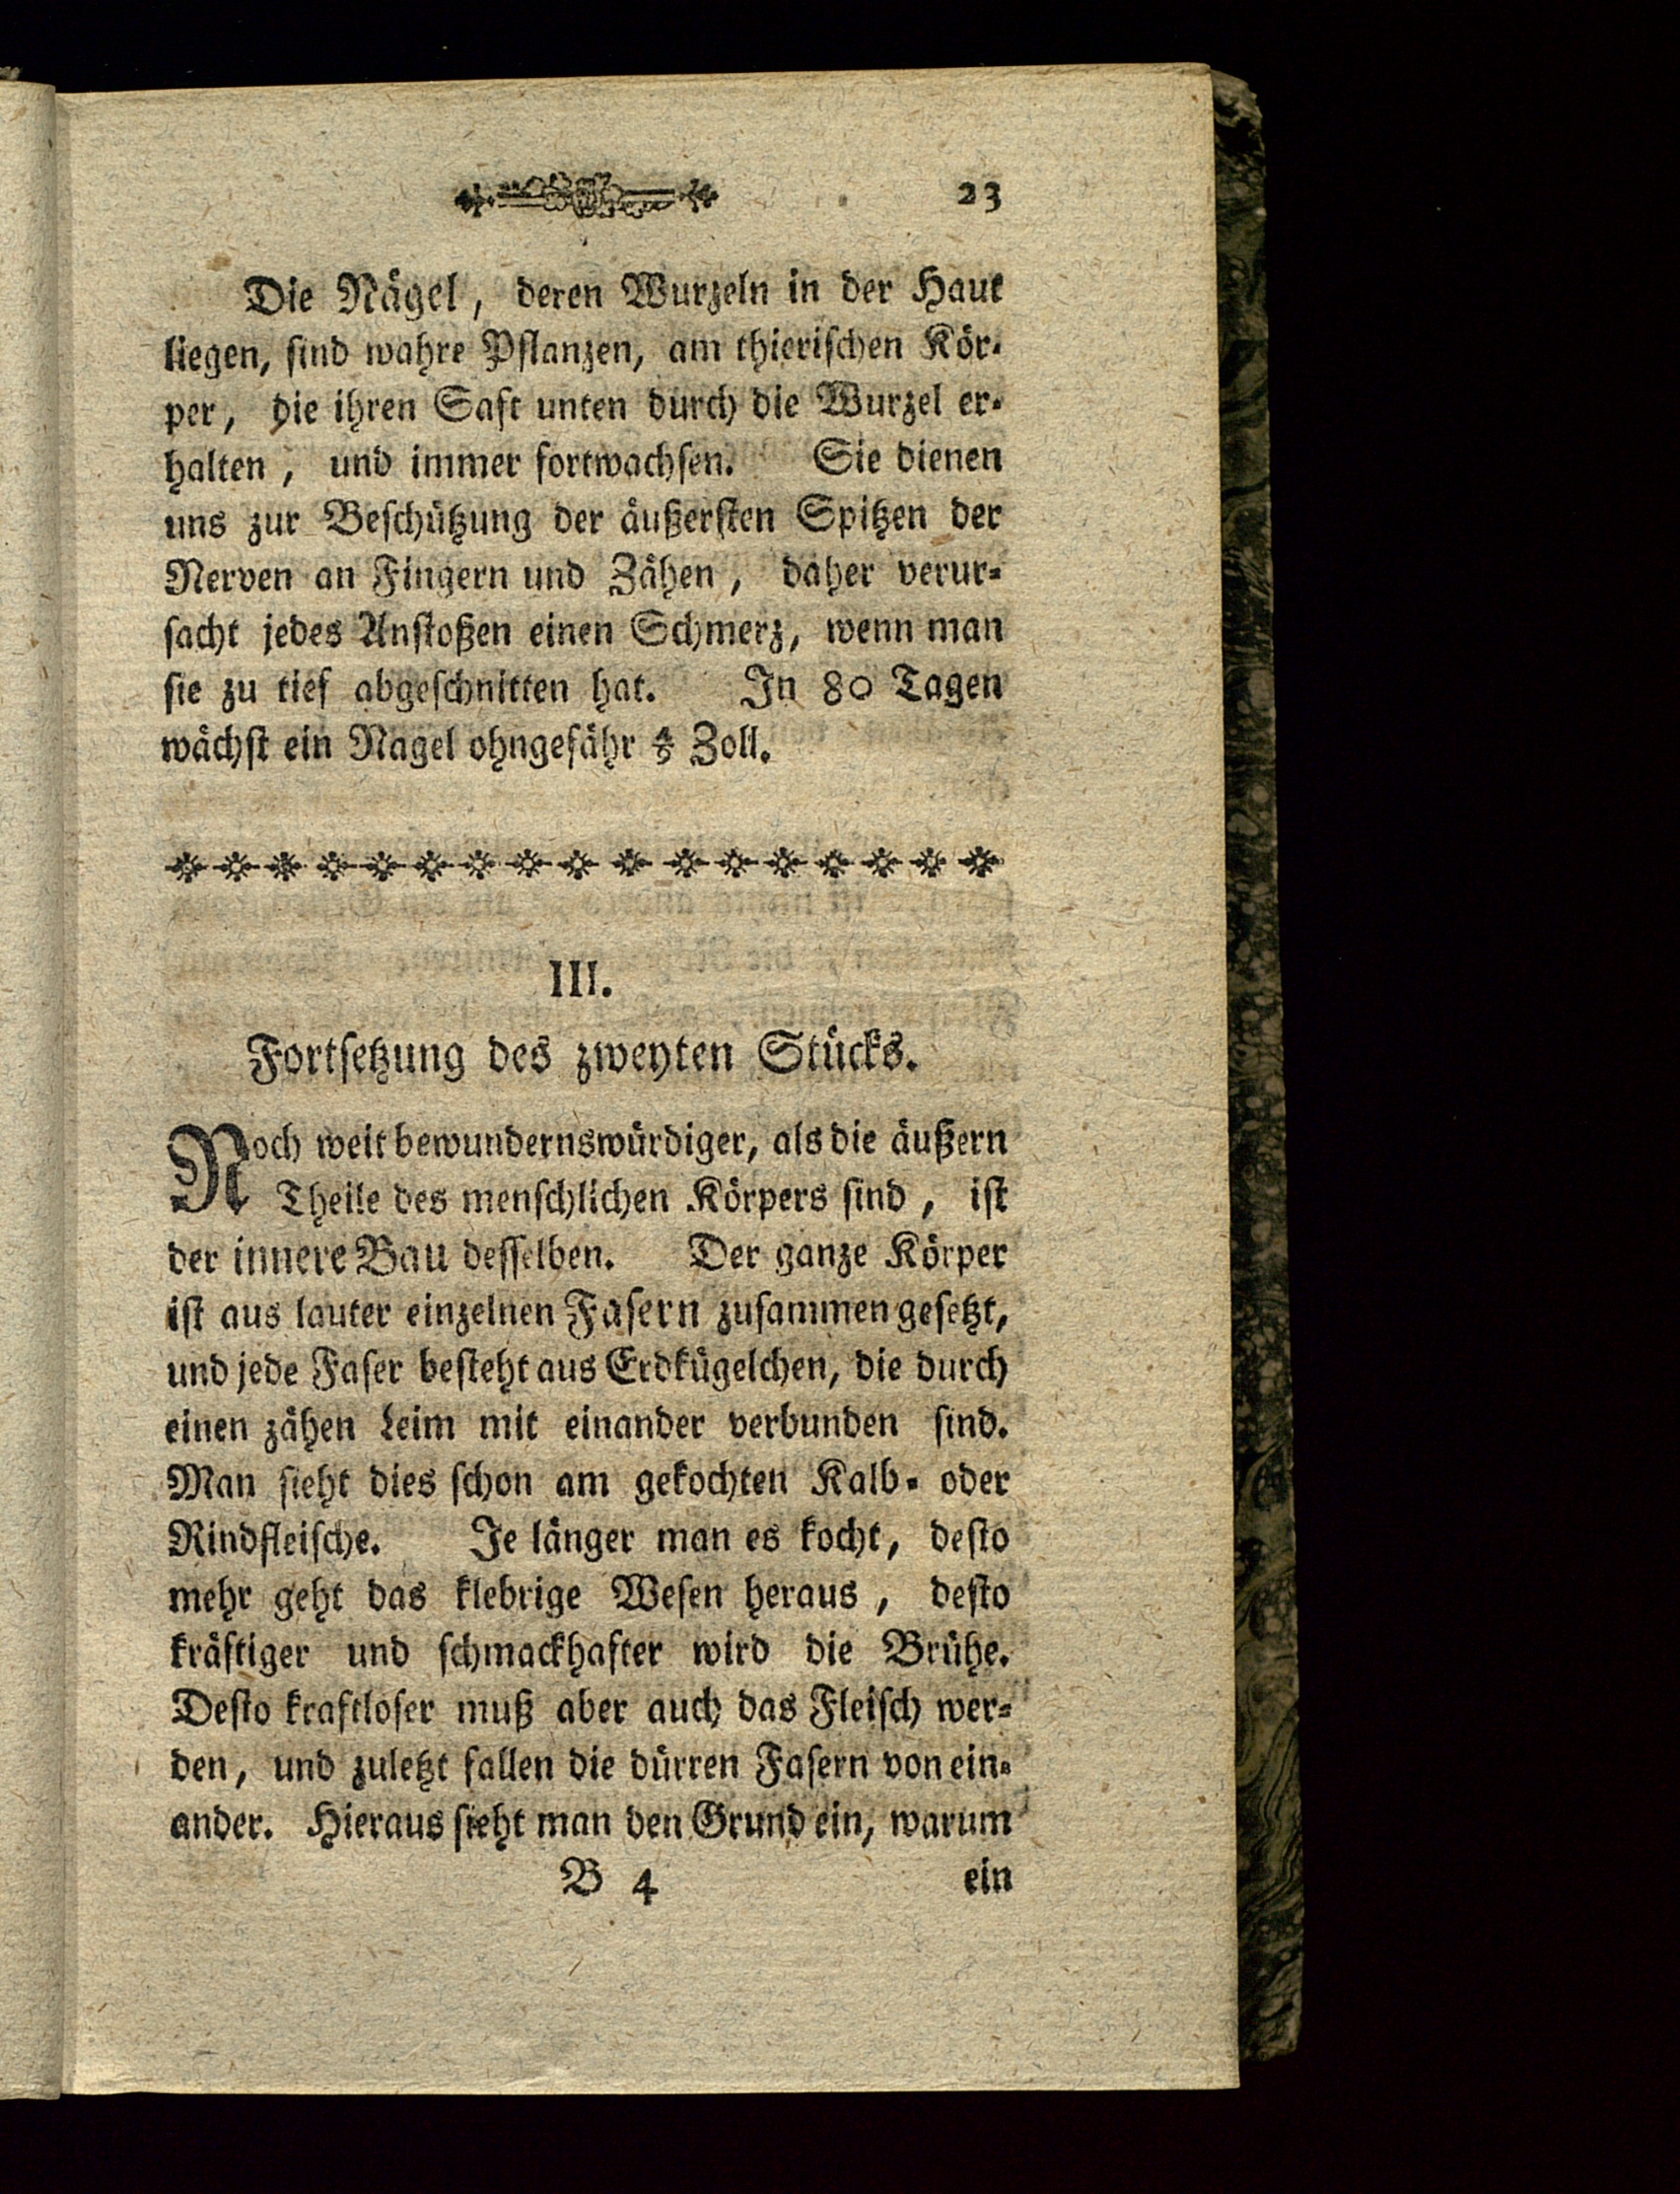 23
Die Nägel, deren Wurzeln in der Haut
liegen, sind wahre Pflanzen, am thierischen Kör-
per, die ihren Saft unten durch die Wurzel er-
halten, und immer fortwachsen. Sie dienen
uns zur Beschützung der äußersten Spitzen der
Nerven an Fingern und Zähen, daher verur-
sacht jedes Anstoßen einen Schmerz, wenn man
sie zu tief abgeschnitten hat. In 80 Tagen
wächst ein Nagel ohngefähr Zoll.
III.
Fortsetzung des zweyten Stücks.
Noch weit bewundernswürdiger, als die äußern
Theile des menschlichen Körpers sind, ist
der innere Bau desselben. Der ganze Körper
ist aus lauter einzelnen Fasern zusammen gesetzt,
und jede Faser besteht aus Erdkügelchen, die durch
einen zähen Leim mit einander verbunden sind.
Man sieht dies schon am gekochten Kalb- oder
Rindfleische. Je länger man es kocht, desto
mehr geht das klebrige Wesen heraus, desto
kräftiger und schmackhafter wird die Brühe.
Desto kraftloser muß aber auch das Fleisch wer-
den, und zuletzt fallen die dürren Fasern von ein-
ander. Hieraus sieht man den Grund ein, warum
B 4 ein